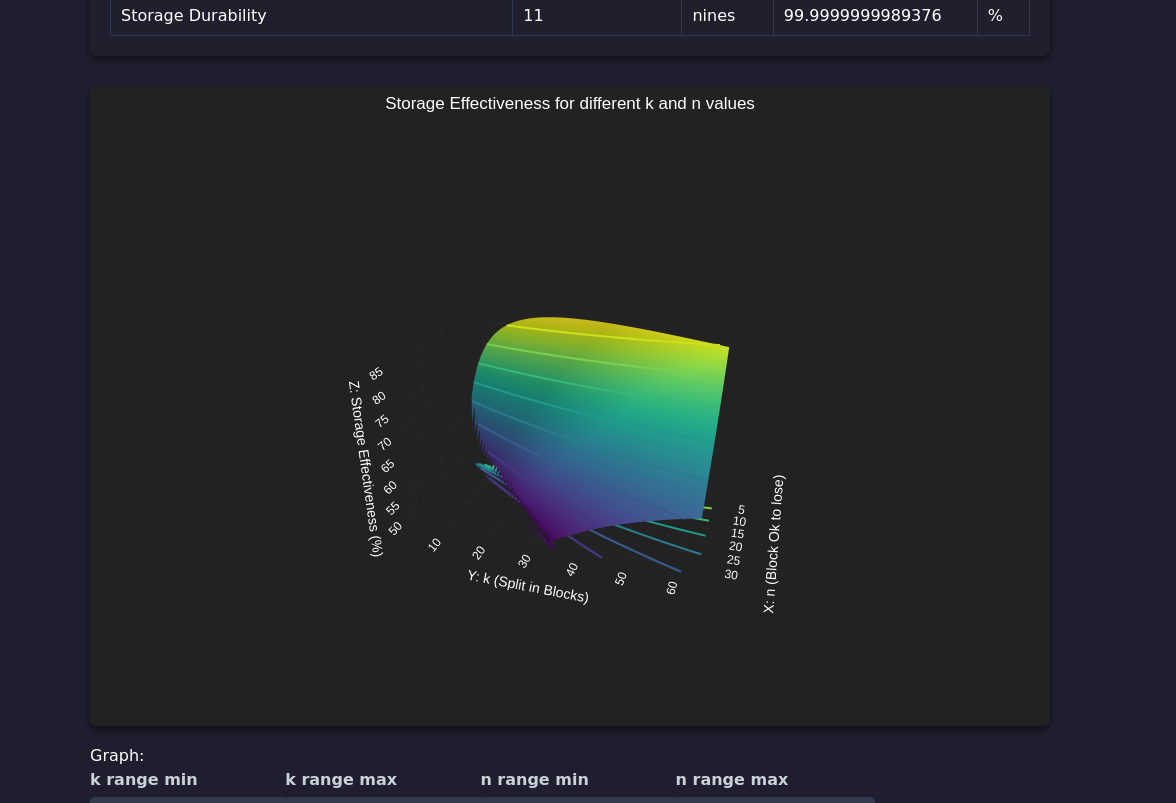 Storage Durability 11 nines 99.9999999989376 %
Storage Effectiveness for different k and n values
85
80
75
70
65
60
55
50
Z: Storage Effectiveness (%)
10
20
30
40
50
60
Y: k (Split in Blocks)
5
10
15
20
25
30
X: n (Block Ok to lose)
Graph:
k range min k range max n range min n range max